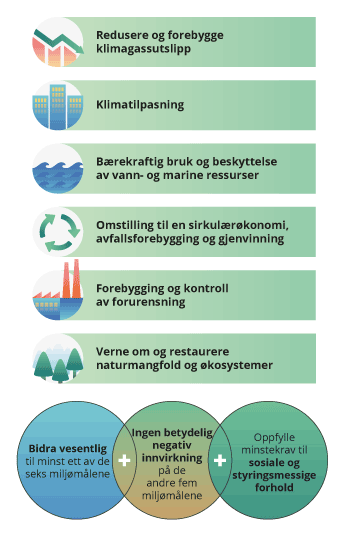 Redusere og forebygge
klimagassutslipp
Klimatilpasning
Bærekraftig bruk og beskyttelse
av vann- og marine ressurser
Omstilling til en sirkulærøkonomi,
avfallsforebygging og gjenvinning
Forebygging og kontroll
av forurensning
Verne om og restaurere
naturmangfold og økosystemer
Bidra vesentlig
til minst ett av de
seks miljømålene
+
Ingen betydelig
negativ
innvirkning
på de
andre fem
miljømålene
+
Oppfylle
minstekrav til
sosiale og
styringsmessige
forhold